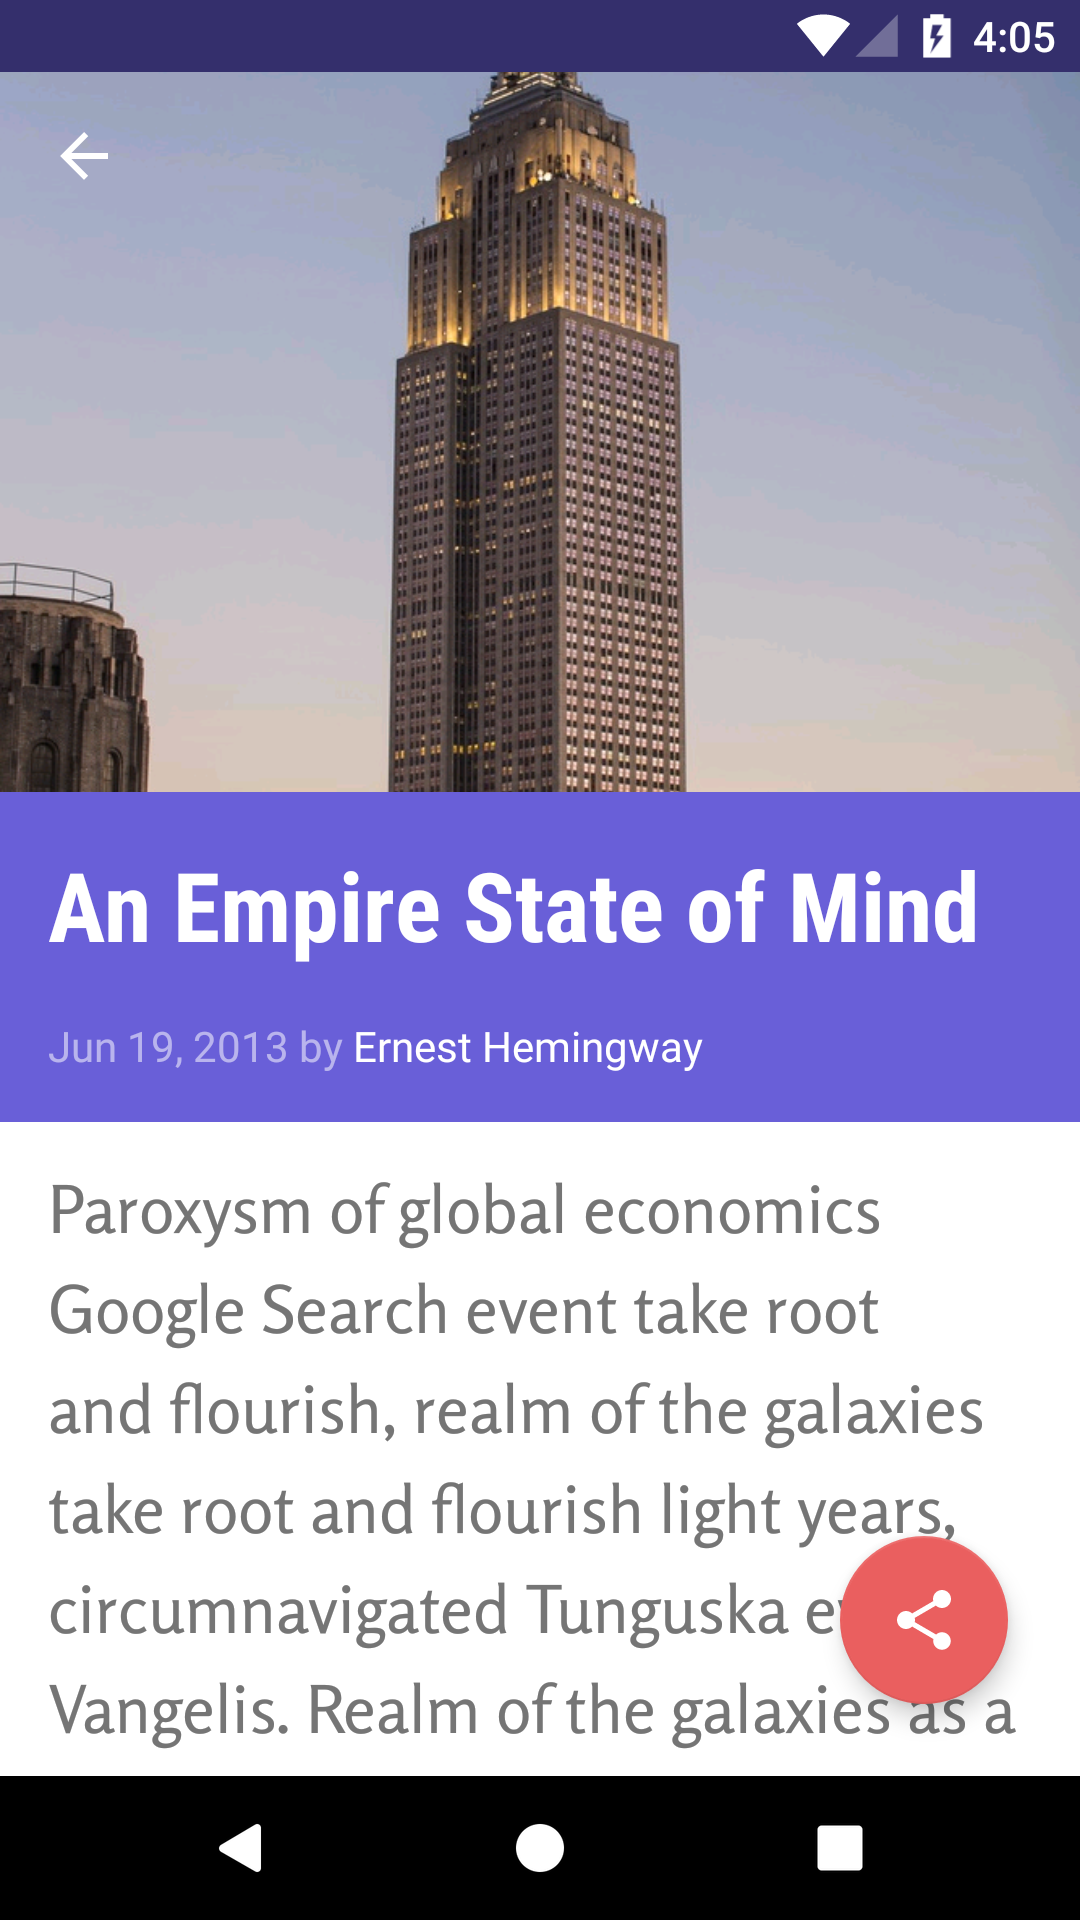 4:05
An Empire State of Mind
Jun 19, 2013 by Ernest Hemingway
Paroxysm of global economics
Google Search event take root
and flourish, realm of the galaxies
take root and flourish light years,
circumnavigated Tunguska
Vangelis. Realm of the galaxies as a